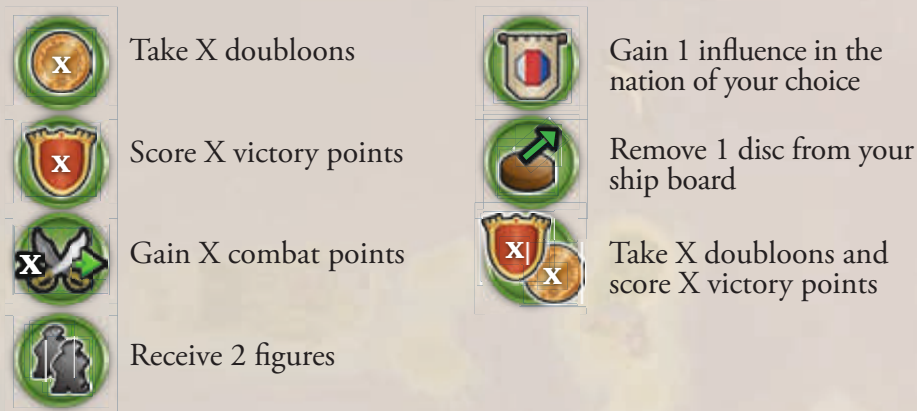 X
Take X doubloons
X
Score X victory points
X
Gain X combat points
Receive 2 figures
Gain 1 influence in the
nation of your choice
Remove 1 disc from your
ship board
X
X
Take X doubloons and
score X victory points